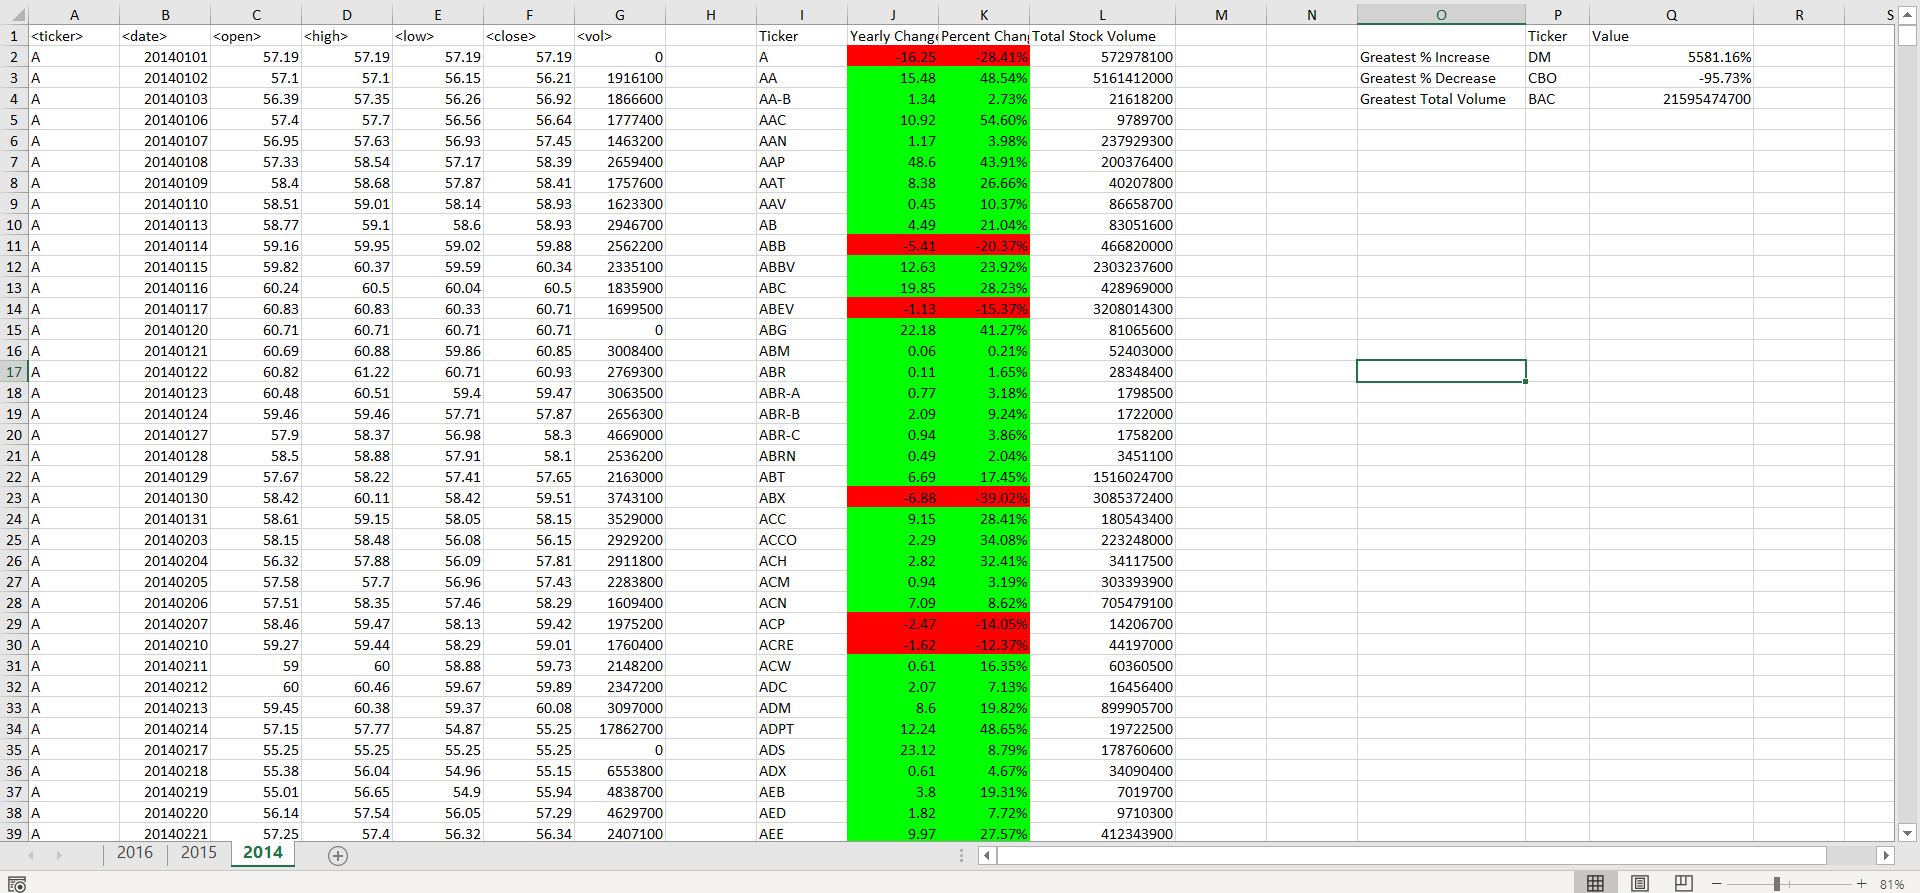 A B C D E F G H I J K L M N O P Q R S
1 <ticker> <date> <open> <high> <low> <close> <vol> Ticker Yearly Change Percent Chan Total Stock Volume Ticker Value
2 A 20140101 57.19 57.19 57.19 57.19 0 A -16.25 -28.41% 572978100 Greatest % Increase DM 5581.16%
3 A 20140102 57.1 57.1 56.15 56.21 1916100 AA 15.48 48.54% 5161412000 Greatest % Decrease CBO -95.73%
4 A 20140103 56.39 57.35 56.26 56.92 1866600 AA-B 1.34 2.73% 21618200 Greatest Total Volume BAC 21595474700
5 A 20140106 57.4 57.7 56.56 56.64 1777400 AAC 10.92 54.60% 9789700
6 A 20140107 56.95 57.63 56.93 57.45 1463200 AAN 1.17 3.98% 237929300
7 A 20140108 57.33 58.54 57.17 58.39 2659400 AAP 48.6 43.91% 200376400
8 A 20140109 58.4 58.68 57.87 58.41 1757600 AAT 8.38 26.66% 40207800
9 A 20140110 58.51 59.01 58.14 58.93 1623300 AAV 0.45 10.37% 86658700
10 A 20140113 58.77 59.1 58.6 58.93 2946700 AB 4.49 21.04% 83051600
11 A 20140114 59.16 59.95 59.02 59.88 2562200 ABB -5.41 -20.37% 466820000
12 A 20140115 59.82 60.37 59.59 60.34 2335100 ABBV 12.63 23.92% 2303237600
13 A 20140116 60.24 60.5 60.04 60.5 1835900 ABC 19.85 28.23% 428969000
14 A 20140117 60.83 60.83 60.33 60.71 1699500 ABEV -1.13 -15.37% 3208014300
15 A 20140120 60.71 60.71 60.71 60.71 0 ABG 22.18 41.27% 81065600
16 A 20140121 60.69 60.88 59.86 60.85 3008400 ABM 0.06 0.21% 52403000
17 A 20140122 60.82 61.22 60.71 60.93 2769300 ABR 0.11 1.65% 28348400
18 A 20140123 60.48 60.51 59.4 59.47 3063500 ABR-A 0.77 3.18% 1798500
19 A 20140124 59.46 59.46 57.71 57.87 2656300 ABR-B 2.09 9.24% 1722000
20 A 20140127 57.9 58.37 56.98 58.3 4669000 ABR-C 0.94 3.86% 1758200
21 A 20140128 58.5 58.88 57.91 58.1 2536200 ABRN 0.49 2.04% 3451100
22 A 20140129 57.67 58.22 57.41 57.65 2163000 ABT 6.69 17.45% 1516024700
23 A 20140130 58.42 60.11 58.42 59.51 3743100 ABX -6.88 -39.02% 3085372400
24 A 20140131 58.61 59.15 58.05 58.15 3529000 ACC 9.15 28.41% 180543400
25 A 20140203 58.15 58.48 56.08 56.15 2929200 ACCO 2.29 34.08% 223248000
26 A 20140204 56.32 57.88 56.09 57.81 2911800 ACH 2.82 32.41% 34117500
27 A 20140205 57.58 57.7 56.96 57.43 2283800 ACM 0.94 3.19% 303393900
28 A 20140206 57.51 58.35 57.46 58.29 1609400 ACN 7.09 8.62% 705479100
29 A 20140207 58.46 59.47 58.13 59.42 1975200 ACP -2.47 -14.05% 14206700
30 A 20140210 59.27 59.44 58.29 59.01 1760400 ACRE -1.62 -12.37% 44197000
31 A 20140211 59 60 58.88 59.73 2148200 ACW 0.61 16.35% 60360500
32 A 20140212 60 60.46 59.67 59.89 2347200 ADC 2.07 7.13% 16456400
33 A 20140213 59.45 60.38 59.37 60.08 3097000 ADM 8.6 19.82% 899905700
34 A 20140214 57.15 57.77 54.87 55.25 17862700 ADPT 12.24 48.65% 19722500
35 A 20140217 55.25 55.25 55.25 55.25 0 ADS 23.12 8.79% 178760600
36 A 20140218 55.38 56.04 54.96 55.15 6553800 ADX 0.61 4.67% 34090400
37 A 20140219 55.01 56.65 54.9 55.94 4838700 AEB 3.8 19.31% 7019700
38 A 20140220 56.14 57.54 56.05 57.29 4629700 AED 1.82 7.72% 9710300
39 A 20140221 57.25 57.4 56.32 56.34 2407100 AEE 9.97 27.57% 412343900
2016 2015 2014
81%